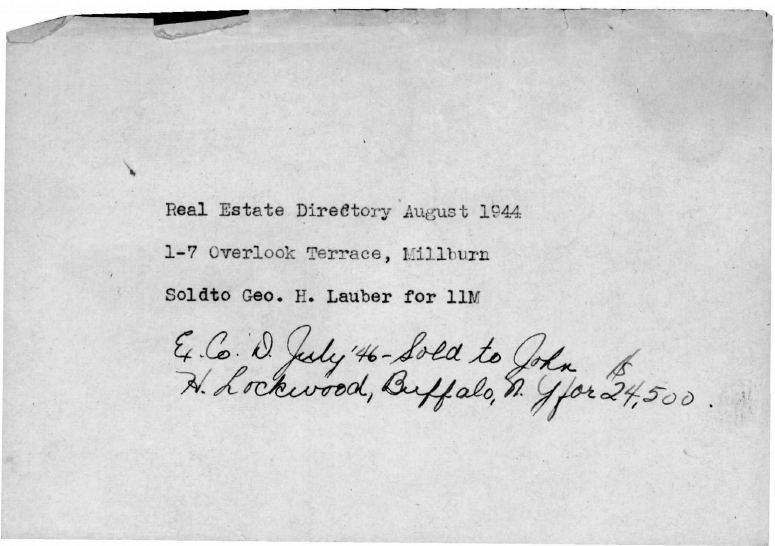 Real Estate Directory August 1944
1-7 Overlook Terrace, Millburn
Soldto Geo. H. Lauber for 11M
E. Co. D. July '46 - Sold to John
H. Lockwood, Buffalo, N. Y for $24,500.